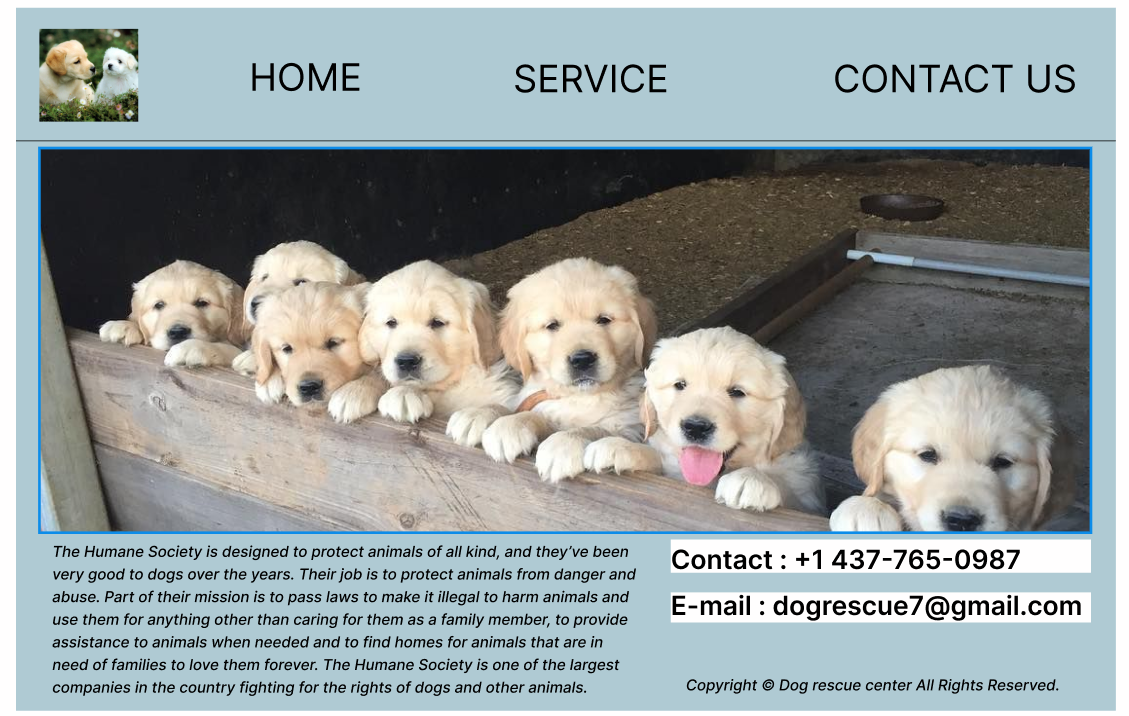 HOME
SERVICE
CONTACT US
The Humane Society is designed to protect animals of all kind, and they’ve been
very good to dogs over the years. Their job is to protect animals from danger and
abuse. Part of their mission is to pass laws to make it illegal to harm animals and
use them for anything other than caring for them as a family member, to provide
assistance to animals when needed and to find homes for animals that are in
need of families to love them forever. The Humane Society is one of the largest
companies in the country fighting for the rights of dogs and other animals.
Contact : +1 437-765-0987
E-mail : dogrescue7@gmail.com
Copyright © Dog rescue center All Rights Reserved.